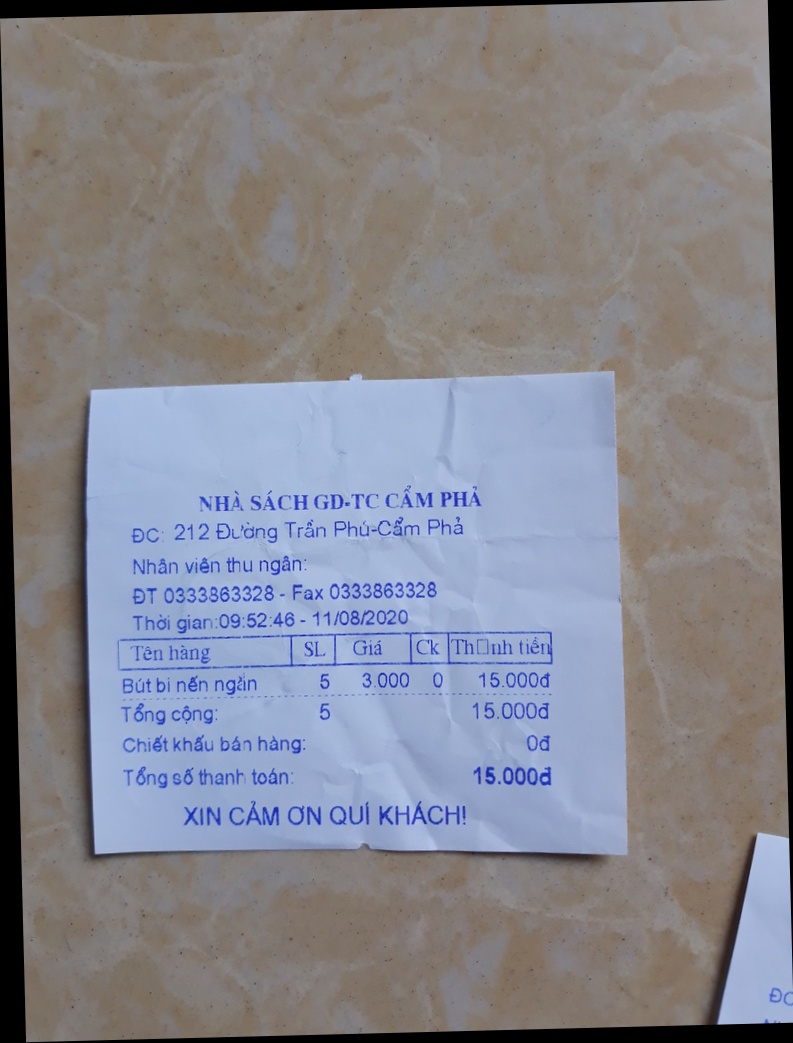 NHÀ SÁCH GD-TC CẨM PHẢ
ĐC: 212 Đường Trần Phú-Cẩm Phả
Nhân viên thu ngân:
ĐT 0333863328 - Fax 0333863328
Thời gian:09:52:46 - 11/08/2020
Tên hàng SL Giá Ck Th□nh tiền
Bút bi nến ngắn 5 3.000 0 15.000đ
Tổng cộng: 5 15.000đ
Chiết khấu bán hàng: 0đ
Tổng số thanh toán: 15.000đ
XIN CẢM ƠN QUÍ KHÁCH!